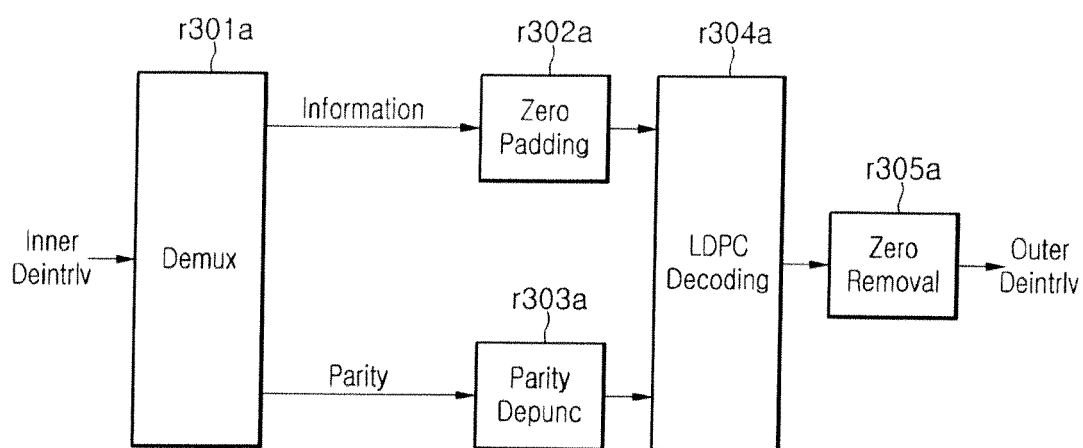 r301a
r302a
r304a
Information
Zero
Padding
r305a
Inner
Deintrlv
Demux
LDPC
Decoding
Zero
Removal
Outer
Deintrlv
r303a
Parity
Parity
Depunc